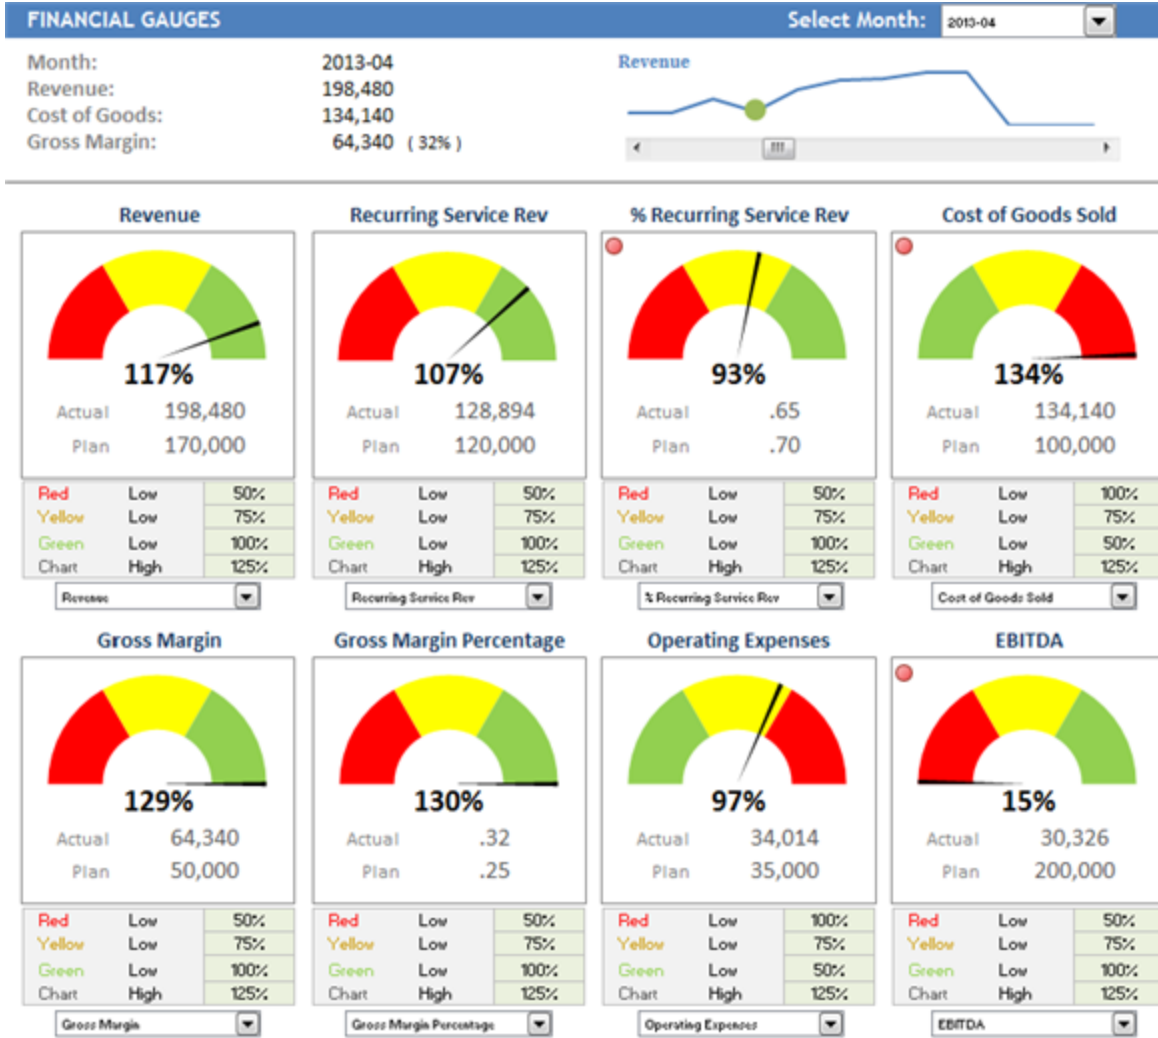 FINANCIAL GAUGES Select Month: 2013-04
Month: 2013-04
Revenue: 198,480
Cost of Goods: 134,140
Gross Margin: 64,340 ( 32% )
Revenue
Revenue Recurring Service Rev % Recurring Service Rev Cost of Goods Sold
117% 107% 93% 134%
Actual 198,480 Actual 128,894 Actual .65 Actual 134,140
Plan 170,000 Plan 120,000 Plan .70 Plan 100,000
Red Low 50% Red Low 50% Red Low 50% Red Low 100%
Yellow Low 75% Yellow Low 75% Yellow Low 75% Yellow Low 75%
Green Low 100% Green Low 100% Green Low 100% Green Low 50%
Chart High 125% Chart High 125% Chart High 125% Chart High 125%
Revenue Recurring Service Rev % Recurring Service Rev Cost of Goods Sold
Gross Margin Gross Margin Percentage Operating Expenses EBITDA
129% 130% 97% 15%
Actual 64,340 Actual .32 Actual 34,014 Actual 30,326
Plan 50,000 Plan .25 Plan 35,000 Plan 200,000
Red Low 50% Red Low 50% Red Low 100% Red Low 50%
Yellow Low 75% Yellow Low 75% Yellow Low 75% Yellow Low 75%
Green Low 100% Green Low 100% Green Low 50% Green Low 100%
Chart High 125% Chart High 125% Chart High 125% Chart High 125%
Gross Margin Gross Margin Percentage Operating Expenses EBITDA